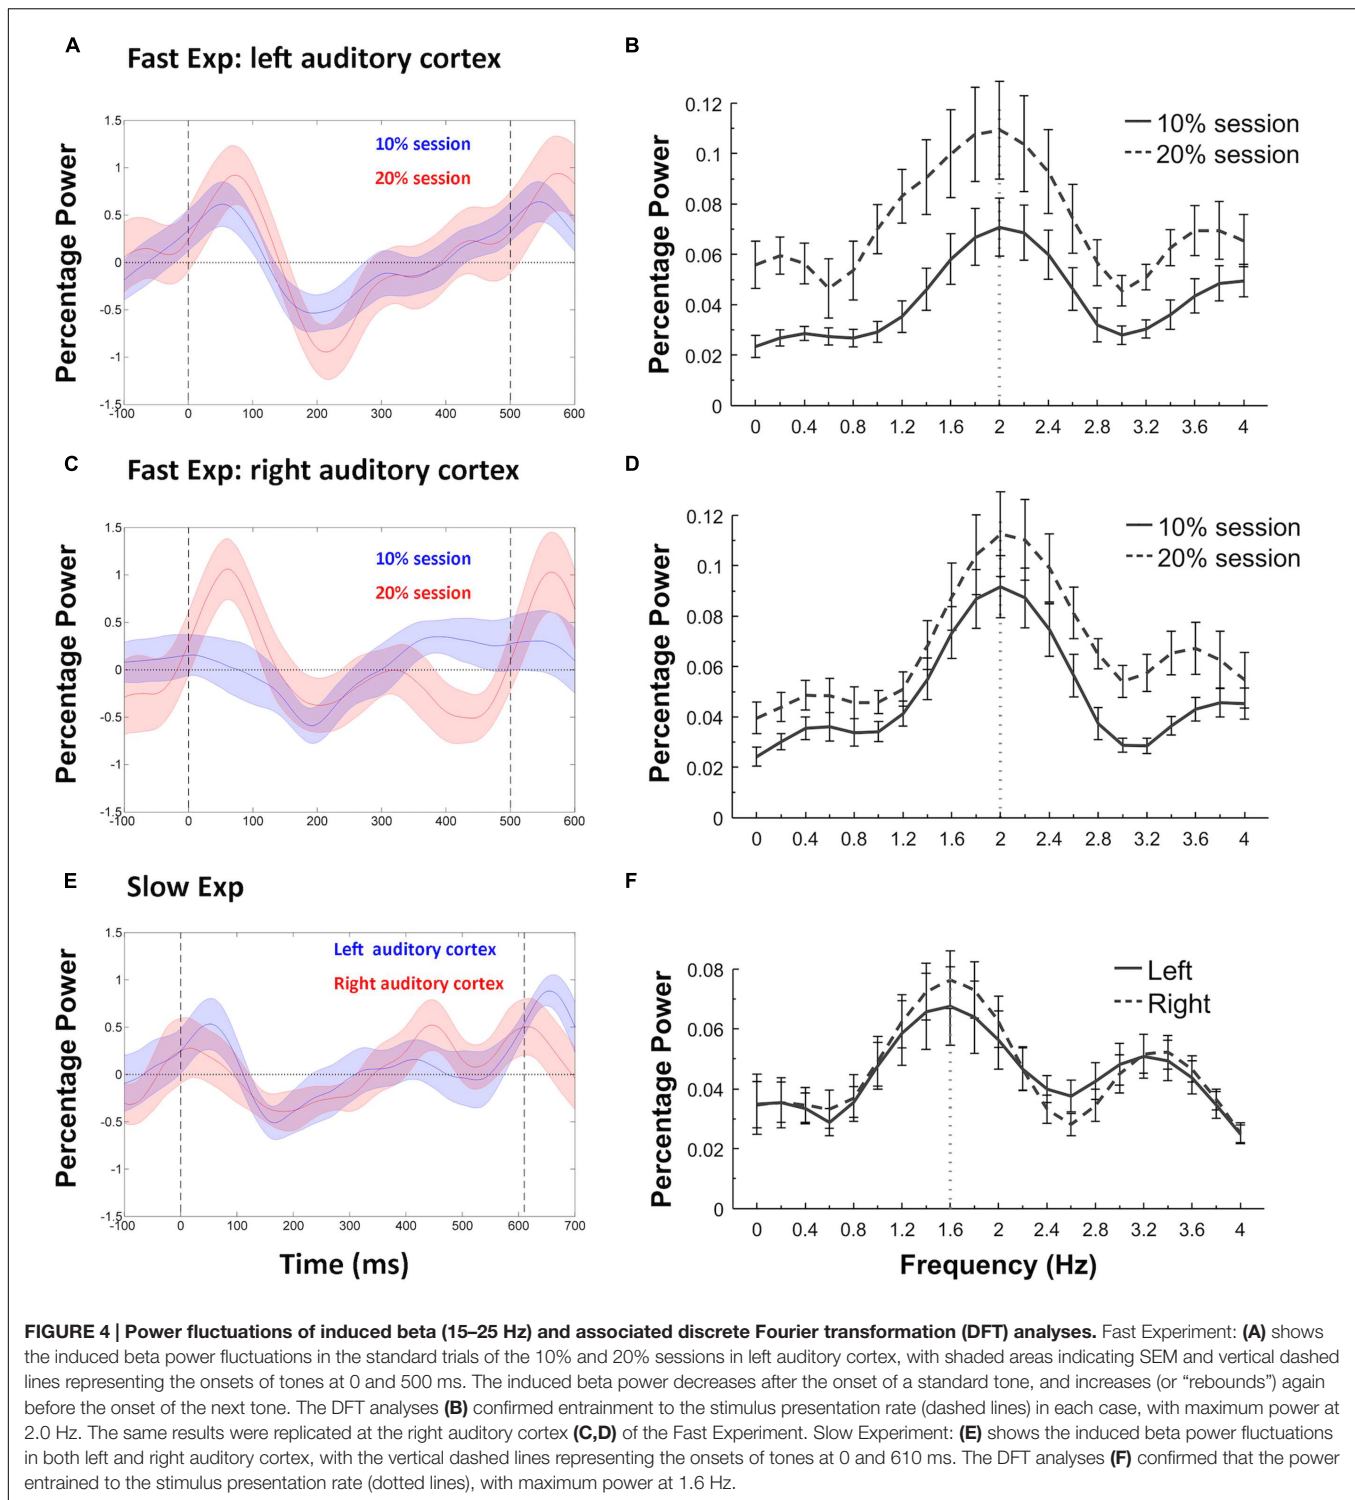 A
Fast Exp: left auditory cortex
Percentage Power
1.5
1
0.5
0
-0.5
-1
-1.5
-100 0 100 200 300 400 500 600
10% session
20% session
B
Percentage Power
0.12
0.1
0.08
0.06
0.04
0.02
0
0 0.4 0.8 1.2 1.6 2 2.4 2.8 3.2 3.6 4
10% session
20% session
C
Fast Exp: right auditory cortex
Percentage Power
1.5
1
0.5
0
-0.5
-1
-1.5
-100 0 100 200 300 400 500 600
10% session
20% session
D
Percentage Power
0.12
0.1
0.08
0.06
0.04
0.02
0
0 0.4 0.8 1.2 1.6 2 2.4 2.8 3.2 3.6 4
10% session
20% session
E
Slow Exp
Percentage Power
1.5
1
0.5
0
-0.5
-1
-1.5
-100 0 100 200 300 400 500 600 700
Left auditory cortex
Right auditory cortex
Time (ms)
F
Percentage Power
0.08
0.06
0.04
0.02
0
0 0.4 0.8 1.2 1.6 2 2.4 2.8 3.2 3.6 4
Left
Right
Frequency (Hz)
FIGURE 4 | Power fluctuations of induced beta (15–25 Hz) and associated discrete Fourier transformation (DFT) analyses. Fast Experiment: (A) shows
the induced beta power fluctuations in the standard trials of the 10% and 20% sessions in left auditory cortex, with shaded areas indicating SEM and vertical dashed
lines representing the onsets of tones at 0 and 500 ms. The induced beta power decreases after the onset of a standard tone, and increases (or “rebounds”) again
before the onset of the next tone. The DFT analyses (B) confirmed entrainment to the stimulus presentation rate (dashed lines) in each case, with maximum power at
2.0 Hz. The same results were replicated at the right auditory cortex (C,D) of the Fast Experiment. Slow Experiment: (E) shows the induced beta power fluctuations
in both left and right auditory cortex, with the vertical dashed lines representing the onsets of tones at 0 and 610 ms. The DFT analyses (F) confirmed that the power
entrained to the stimulus presentation rate (dotted lines), with maximum power at 1.6 Hz.